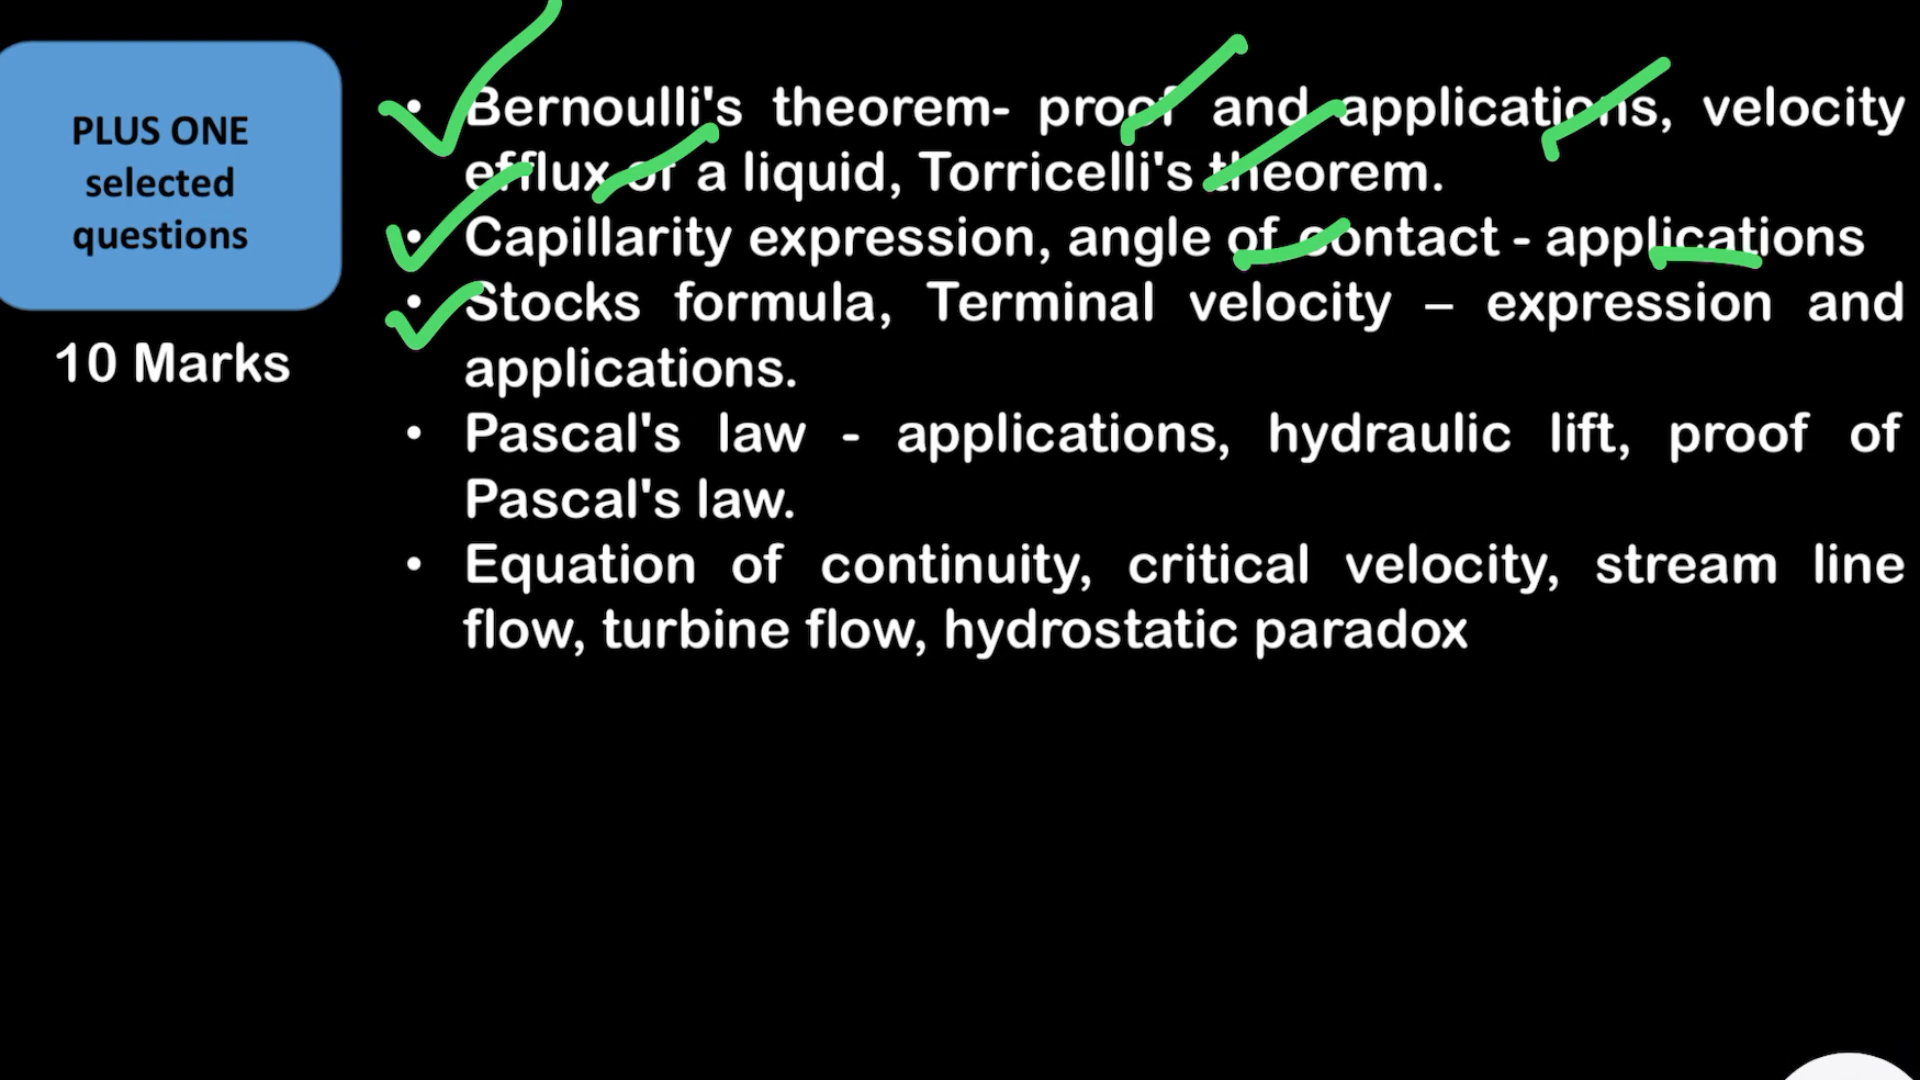 PLUS ONE
selected
questions
10 Marks
• Bernoulli's theorem- proof and applications, velocity
efflux of a liquid, Torricelli's theorem.
• Capillarity expression, angle of contact - applications
• Stocks formula, Terminal velocity – expression and
applications.
• Pascal's law - applications, hydraulic lift, proof of
Pascal's law.
• Equation of continuity, critical velocity, stream line
flow, turbine flow, hydrostatic paradox